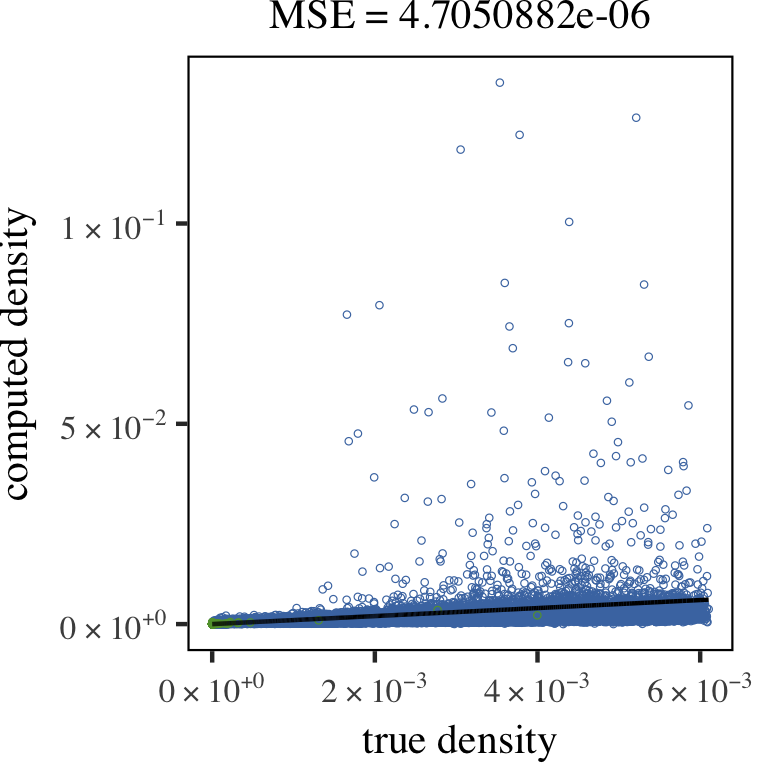 MSE = 4.7050882e-06
computed density
1 × 10⁻¹
5 × 10⁻²
0 × 10⁺⁰
0 × 10⁺⁰ 2 × 10⁻³ 4 × 10⁻³ 6 × 10⁻³
true density